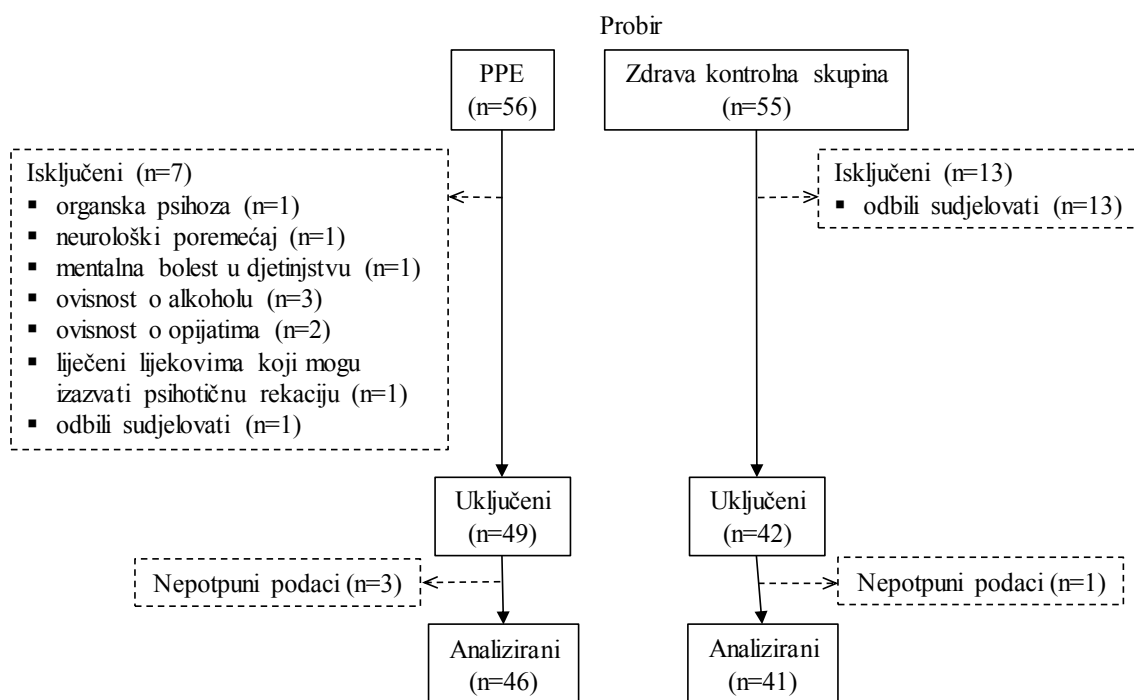 Probir
PPE
(n=56)
Zdrava kontrolna skupina
(n=55)
Isključeni (n=7)
▪ organska psihoza (n=1)
▪ neurološki poremećaj (n=1)
▪ mentalna bolest u djetinjstvu (n=1)
▪ ovisnost o alkoholu (n=3)
▪ ovisnost o opijatima (n=2)
▪ liječeni lijekovima koji mogu
izazvati psihotičnu rekaciju (n=1)
▪ odbili sudjelovati (n=1)
Isključeni (n=13)
▪ odbili sudjelovati (n=13)
Uključeni
(n=49)
Uključeni
(n=42)
Nepotpuni podaci (n=3)
Nepotpuni podaci (n=1)
Analizirani
(n=46)
Analizirani
(n=41)